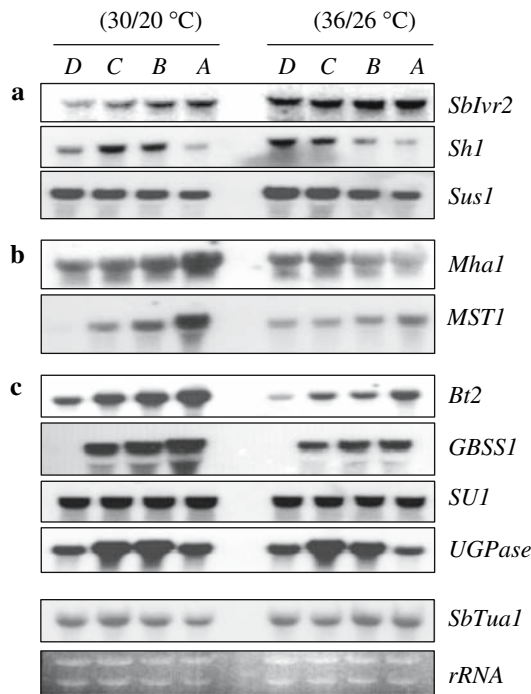 (30/20 °C) (36/26 °C)
D C B A D C B A
a SbIvr2
Sh1
Sus1
b Mha1
MST1
c Bt2
GBSS1
SU1
UGPase
SbTua1
rRNA